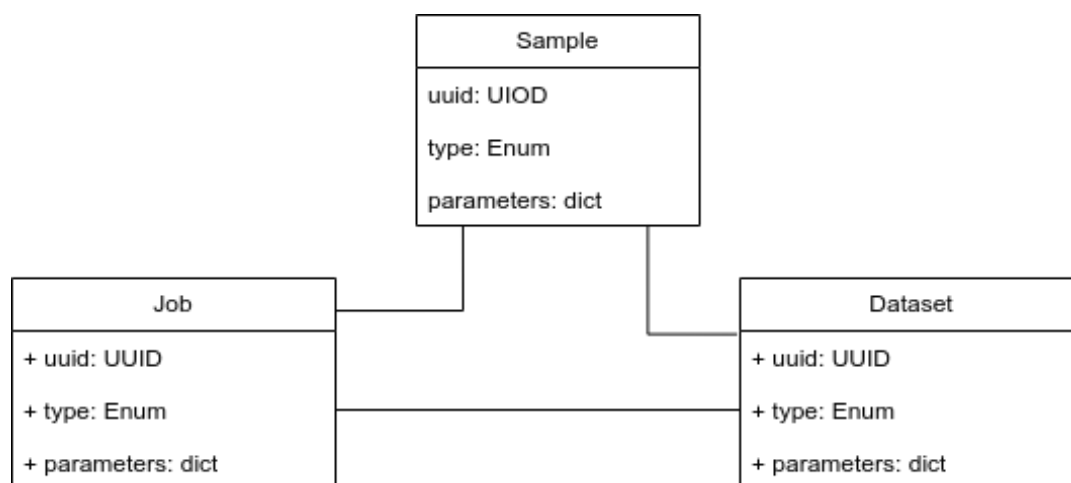 Sample
uuid: UIOD
type: Enum
parameters: dict
Job
+ uuid: UUID
+ type: Enum
+ parameters: dict
Dataset
+ uuid: UUID
+ type: Enum
+ parameters: dict